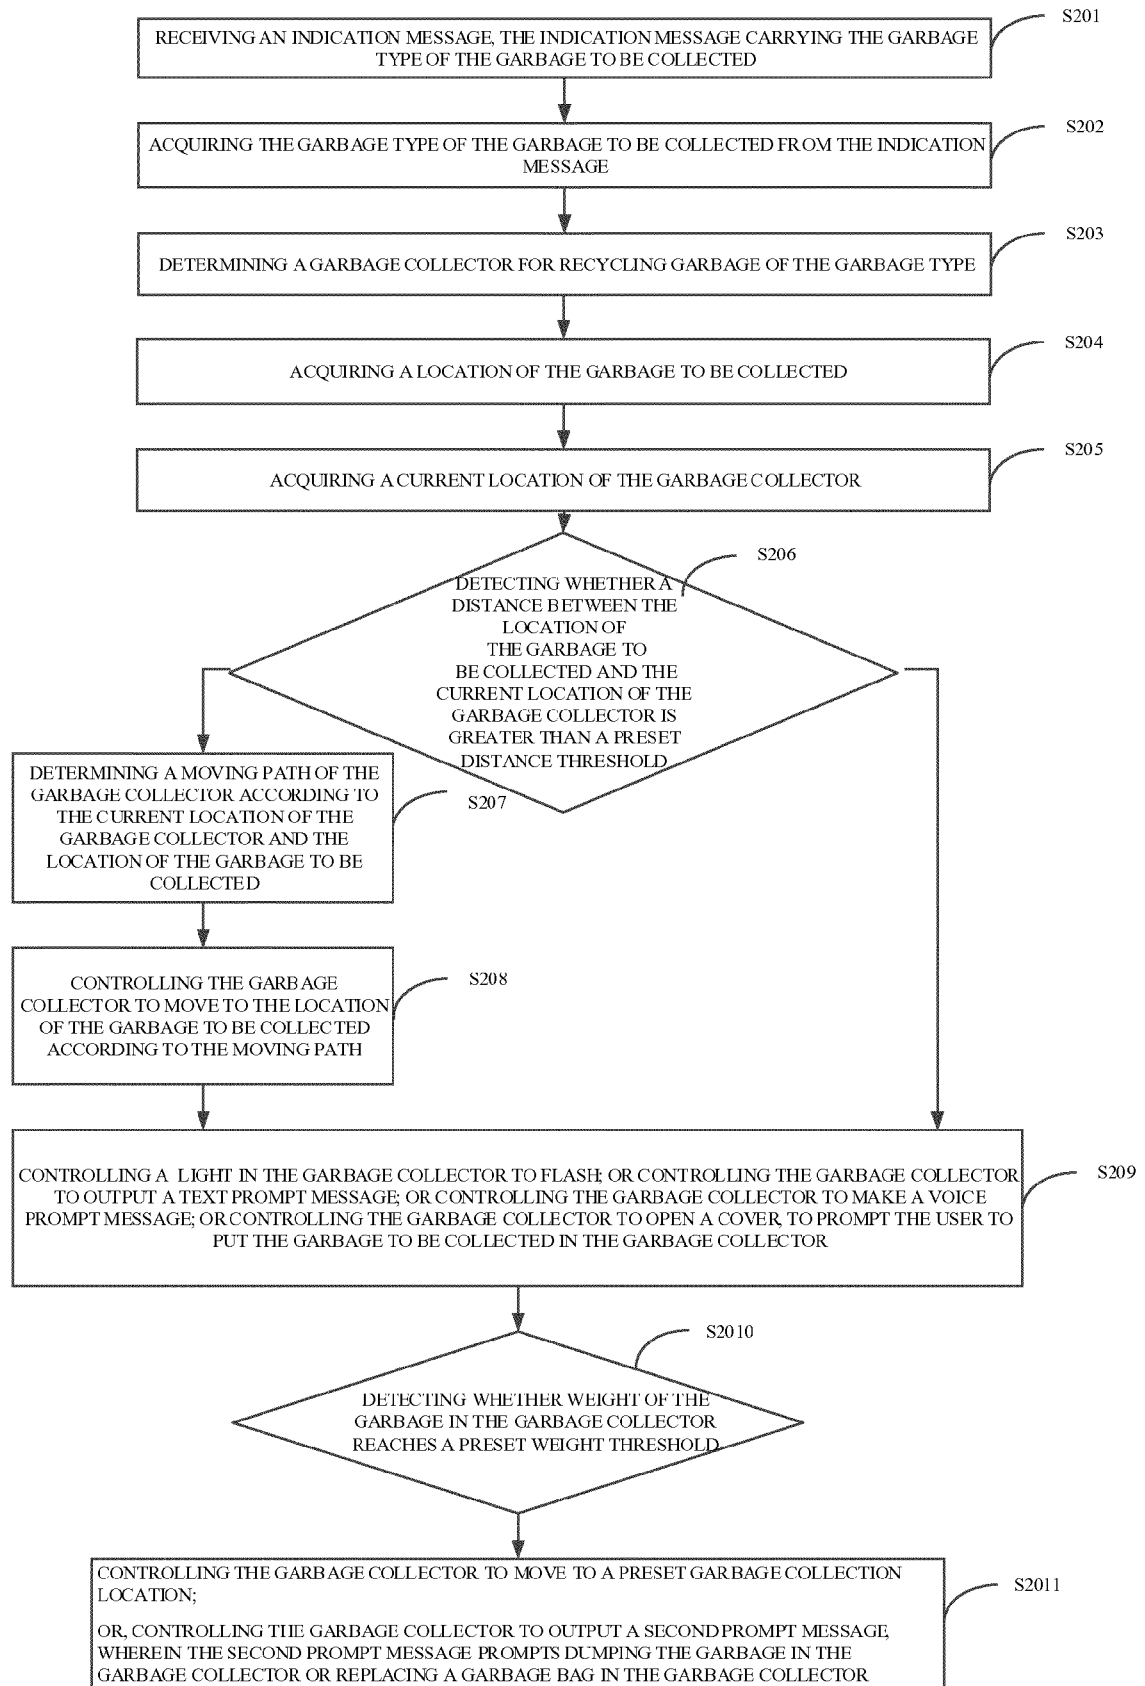 S201
RECEIVING AN INDICATION MESSAGE, THE INDICATION MESSAGE CARRYING THE GARBAGE
TYPE OF THE GARBAGE TO BE COLLECTED
S202
ACQUIRING THE GARBAGE TYPE OF THE GARBAGE TO BE COLLECTED FROM THE INDICATION
MESSAGE
S203
DETERMINING A GARBAGE COLLECTOR FOR RECYCLING GARBAGE OF THE GARBAGE TYPE
S204
ACQUIRING A LOCATION OF THE GARBAGE TO BE COLLECTED
S205
ACQUIRING A CURRENT LOCATION OF THE GARBAGE COLLECTOR
S206
DETECTING WHETHER A
DISTANCE BETWEEN THE
LOCATION OF
THE GARBAGE TO
BE COLLECTED AND THE
CURRENT LOCATION OF THE
GARBAGE COLLECTOR IS
GREATER THAN A PRESET
DISTANCE THRESHOLD
DETERMINING A MOVING PATH OF THE
GARBAGE COLLECTOR ACCORDING TO
THE CURRENT LOCATION OF THE
GARBAGE COLLECTOR AND THE
LOCATION OF THE GARBAGE TO BE
COLLECTED
S207
CONTROLLING THE GARBAGE
COLLECTOR TO MOVE TO THE LOCATION
OF THE GARBAGE TO BE COLLECTED
ACCORDING TO THE MOVING PATH
S208
CONTROLLING A LIGHT IN THE GARBAGE COLLECTOR TO FLASH; OR CONTROLLING THE GARBAGE COLLECTOR
TO OUTPUT A TEXT PROMPT MESSAGE; OR CONTROLLING THE GARBAGE COLLECTOR TO MAKE A VOICE
PROMPT MESSAGE; OR CONTROLLING THE GARBAGE COLLECTOR TO OPEN A COVER, TO PROMPT THE USER TO
PUT THE GARBAGE TO BE COLLECTED IN THE GARBAGE COLLECTOR
S209
S2010
DETECTING WHETHER WEIGHT OF THE
GARBAGE IN THE GARBAGE COLLECTOR
REACHES A PRESET WEIGHT THRESHOLD
CONTROLLING THE GARBAGE COLLECTOR TO MOVE TO A PRESET GARBAGE COLLECTION
LOCATION;
OR, CONTROLLING THE GARBAGE COLLECTOR TO OUTPUT A SECOND PROMPT MESSAGE,
WHEREIN THE SECOND PROMPT MESSAGE PROMPTS DUMPING THE GARBAGE IN THE
GARBAGE COLLECTOR OR REPLACING A GARBAGE BAG IN THE GARBAGE COLLECTOR
S2011